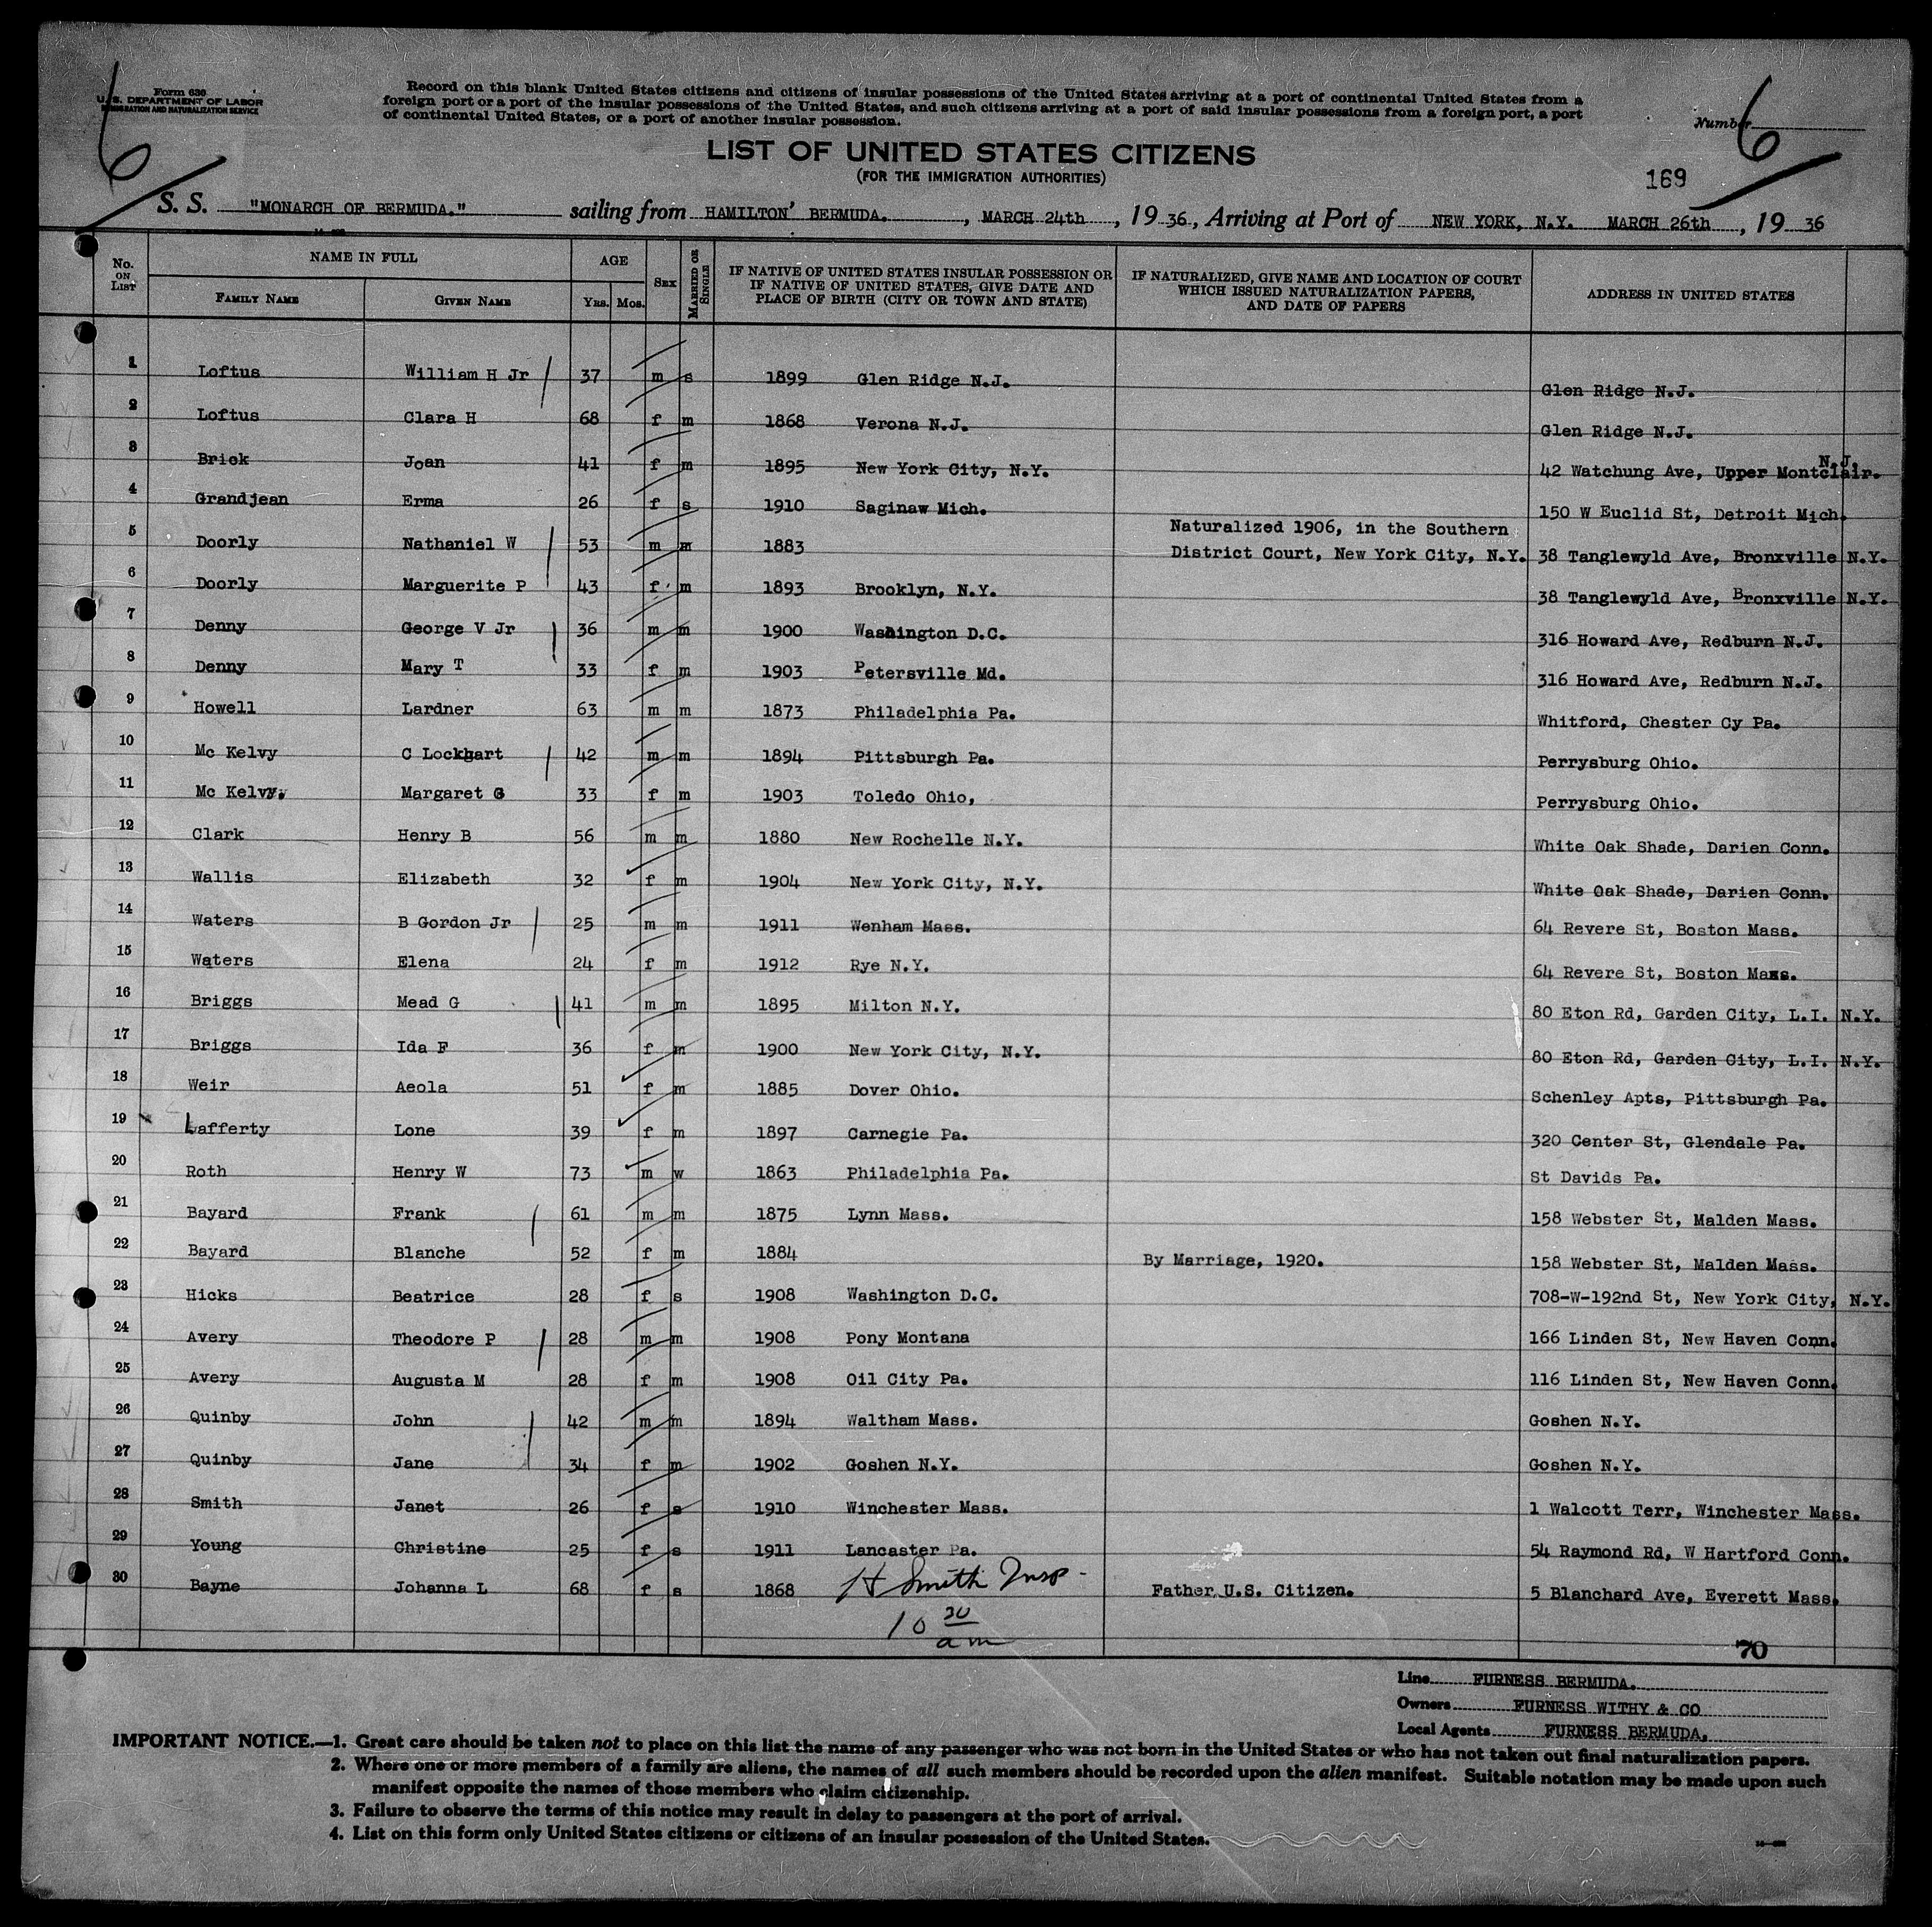 Form 630
U. S. DEPARTMENT OF LABOR
IMMIGRATION AND NATURALIZATION SERVICE
6
Record on this blank United States citizens and citizens of insular possessions of the United States arriving at a port of continental United States from a
foreign port or a port of the insular possessions of the United States, and such citizens arriving at a port of said insular possessions from a foreign port, a port
of continental United States, or a port of another insular possession.
Number 6
LIST OF UNITED STATES CITIZENS
(FOR THE IMMIGRATION AUTHORITIES)
169
S. S. "MONARCH OF BERMUDA." sailing from HAMILTON' BERMUDA. , MARCH 24th , 19 36 , Arriving at Port of NEW YORK, N.Y. MARCH 26th , 19 36
No. ON LIST NAME IN FULL AGE SEX MARRIED OR SINGLE IF NATIVE OF UNITED STATES INSULAR POSSESSION OR IF NATIVE OF UNITED STATES, GIVE DATE AND PLACE OF BIRTH (CITY OR TOWN AND STATE) IF NATURALIZED, GIVE NAME AND LOCATION OF COURT WHICH ISSUED NATURALIZATION PAPERS, AND DATE OF PAPERS ADDRESS IN UNITED STATES
FAMILY NAME GIVEN NAME YRS. MOS.
1 Loftus William H Jr 37 m s 1899 Glen Ridge N.J. Glen Ridge N.J.
2 Loftus Clara H 68 f m 1868 Verona N.J. Glen Ridge N.J.
3 Brick Joan 41 f m 1895 New York City, N.Y. 42 Watchung Ave, Upper Montclair. N.J.
4 Grandjean Erma 26 f s 1910 Saginaw Mich. 150 W Euclid St, Detroit Mich.
5 Doorly Nathaniel W 53 m m 1883 Naturalized 1906, in the Southern District Court, New York City, N.Y. 38 Tanglewyld Ave, Bronxville N.Y.
6 Doorly Marguerite P 43 f m 1893 Brooklyn, N.Y. 38 Tanglewyld Ave, Bronxville N.Y.
7 Denny George V Jr 36 m m 1900 Washington D.C. 316 Howard Ave, Redburn N.J.
8 Denny Mary T 33 f m 1903 Petersville Md. 316 Howard Ave, Redburn N.J.
9 Howell Lardner 63 m m 1873 Philadelphia Pa. Whitford, Chester Cy Pa.
10 Mc Kelvy C Lockhart 42 m m 1894 Pittsburgh Pa. Perrysburg Ohio.
11 Mc Kelvy. Margaret G 33 f m 1903 Toledo Ohio, Perrysburg Ohio.
12 Clark Henry B 56 m m 1880 New Rochelle N.Y. White Oak Shade, Darien Conn.
13 Wallis Elizabeth 32 f m 1904 New York City, N.Y. White Oak Shade, Darien Conn.
14 Waters B Gordon Jr 25 m m 1911 Wenham Mass. 64 Revere St, Boston Mass.
15 Waters Elena 24 f m 1912 Rye N.Y. 64 Revere St, Boston Mass.
16 Briggs Mead G 41 m m 1895 Milton N.Y. 80 Eton Rd, Garden City, L.I. N.Y.
17 Briggs Ida F 36 f m 1900 New York City, N.Y. 80 Eton Rd, Garden City, L.I. N.Y.
18 Weir Aeola 51 f m 1885 Dover Ohio. Schenley Apts, Pittsburgh Pa.
19 Lafferty Lone 39 f m 1897 Carnegie Pa. 320 Center St, Glendale Pa.
20 Roth Henry W 73 m w 1863 Philadelphia Pa. St Davids Pa.
21 Bayard Frank 61 m m 1875 Lynn Mass. 158 Webster St, Malden Mass.
22 Bayard Blanche 52 f m 1884 By Marriage, 1920. 158 Webster St, Malden Mass.
23 Hicks Beatrice 28 f s 1908 Washington D.C. 708-W-192nd St, New York City, N.Y.
24 Avery Theodore P 28 m m 1908 Pony Montana 166 Linden St, New Haven Conn.
25 Avery Augusta M 28 f m 1908 Oil City Pa. 116 Linden St, New Haven Conn.
26 Quinby John 42 m m 1894 Waltham Mass. Goshen N.Y.
27 Quinby Jane 34 f m 1902 Goshen N.Y. Goshen N.Y.
28 Smith Janet 26 f s 1910 Winchester Mass. 1 Walcott Terr, Winchester Mass.
29 Young Christine 25 f s 1911 Lancaster Pa. 54 Raymond Rd, W Hartford Conn.
30 Bayne Johanna L 68 f s 1868 H Smith Insp - Father U.S. Citizen. 5 Blanchard Ave, Everett Mass.
10 30 am
70
Line FURNESS BERMUDA.
Owners FURNESS WITHY & CO
Local Agents FURNESS BERMUDA,
IMPORTANT NOTICE.—1. Great care should be taken not to place on this list the name of any passenger who was not born in the United States or who has not taken out final naturalization papers.
2. Where one or more members of a family are aliens, the names of all such members should be recorded upon the alien manifest. Suitable notation may be made upon such
manifest opposite the names of those members who claim citizenship.
3. Failure to observe the terms of this notice may result in delay to passengers at the port of arrival.
4. List on this form only United States citizens or citizens of an insular possession of the United States.